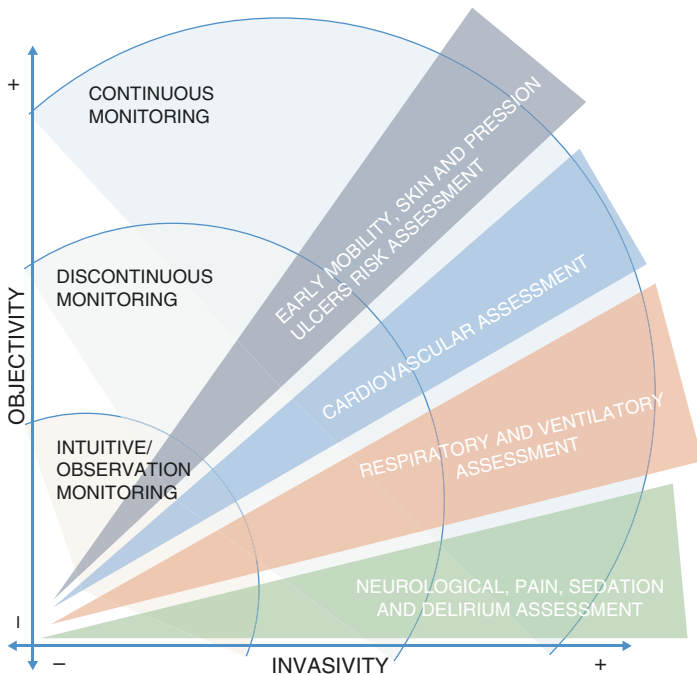 +
CONTINUOUS
MONITORING
EARLY MOBILITY, SKIN AND PRESSION
ULCERS RISK ASSESSMENT
DISCONTINUOUS
MONITORING
CARDIOVASCULAR ASSESSMENT
OBJECTIVITY
INTUITIVE/
OBSERVATION
MONITORING
RESPIRATORY AND VENTILATORY
ASSESSMENT
NEUROLOGICAL, PAIN, SEDATION
AND DELIRIUM ASSESSMENT
–
–
INVASIVITY
+